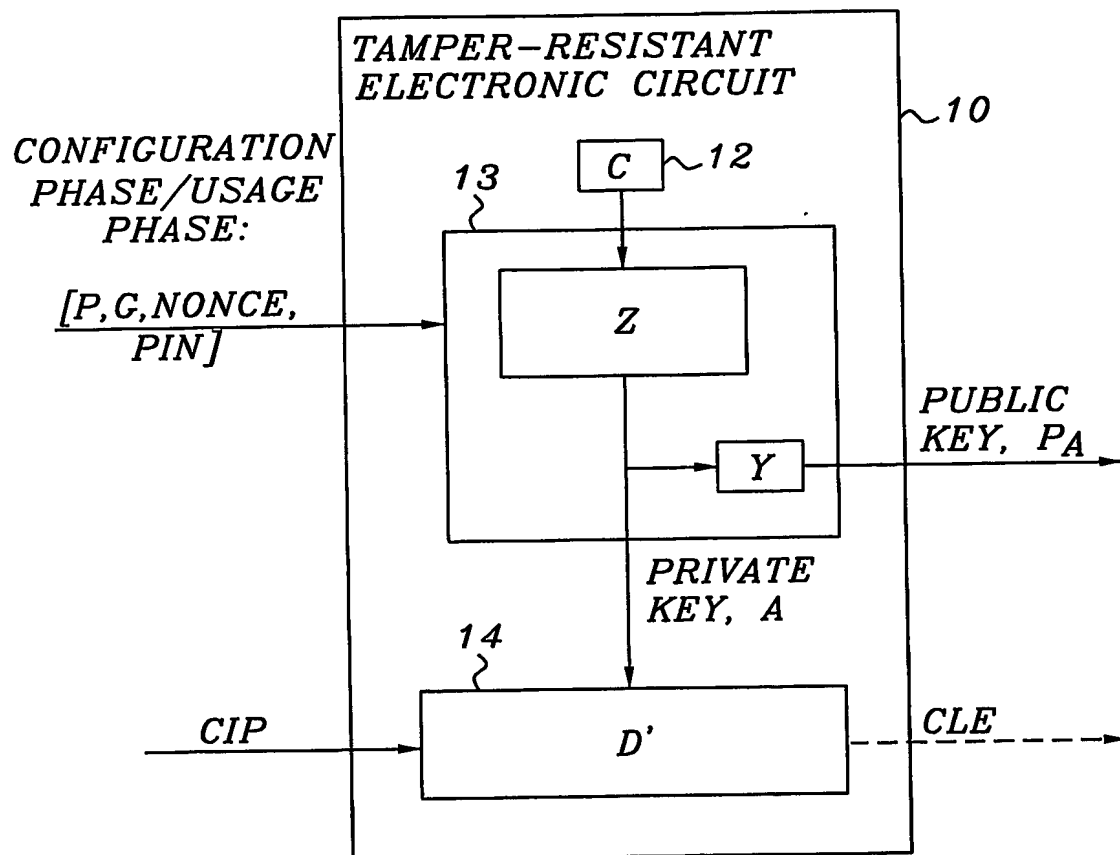 TAMPER-RESISTANT
ELECTRONIC CIRCUIT
10
CONFIGURATION
PHASE/USAGE
PHASE:
C
12
13
[P,G,NONCE,
PIN]
Z
PUBLIC
KEY, PA
Y
PRIVATE
KEY, A
14
CIP
D'
CLE